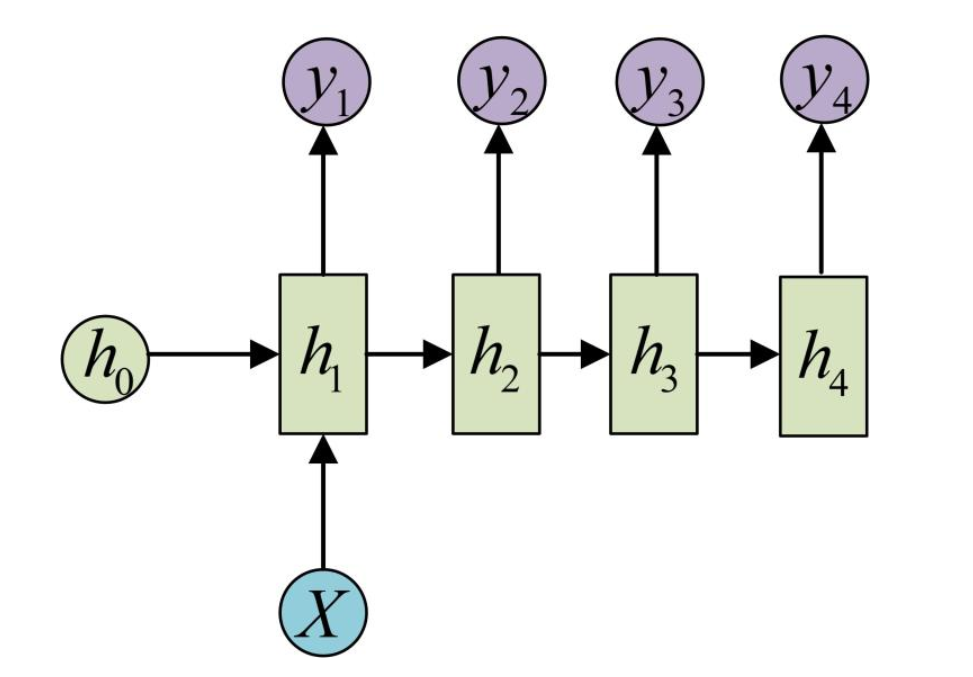 y₁ y₂ y₃ y₄
h₀ h₁ h₂ h₃ h₄
X